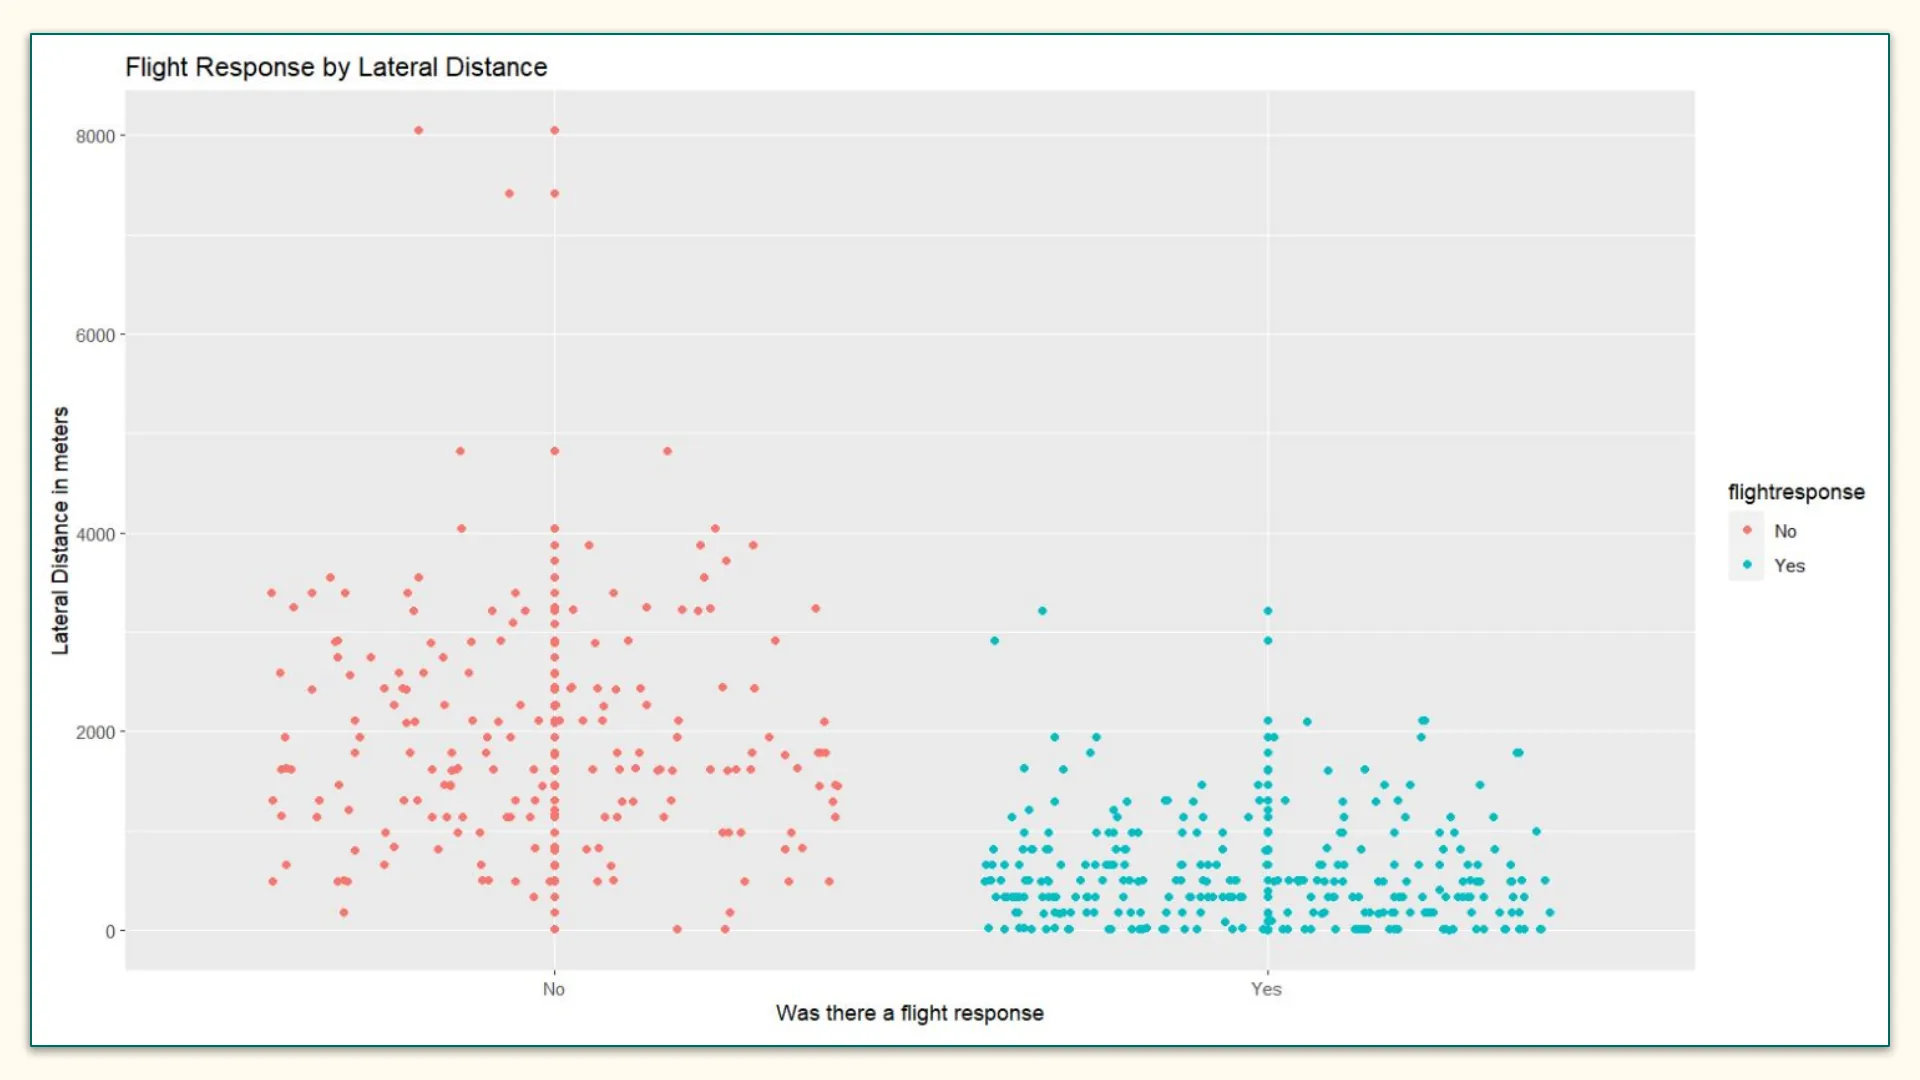 Flight Response by Lateral Distance
Lateral Distance in meters
8000
6000
4000
2000
0
No
Yes
Was there a flight response
flightresponse
No
Yes